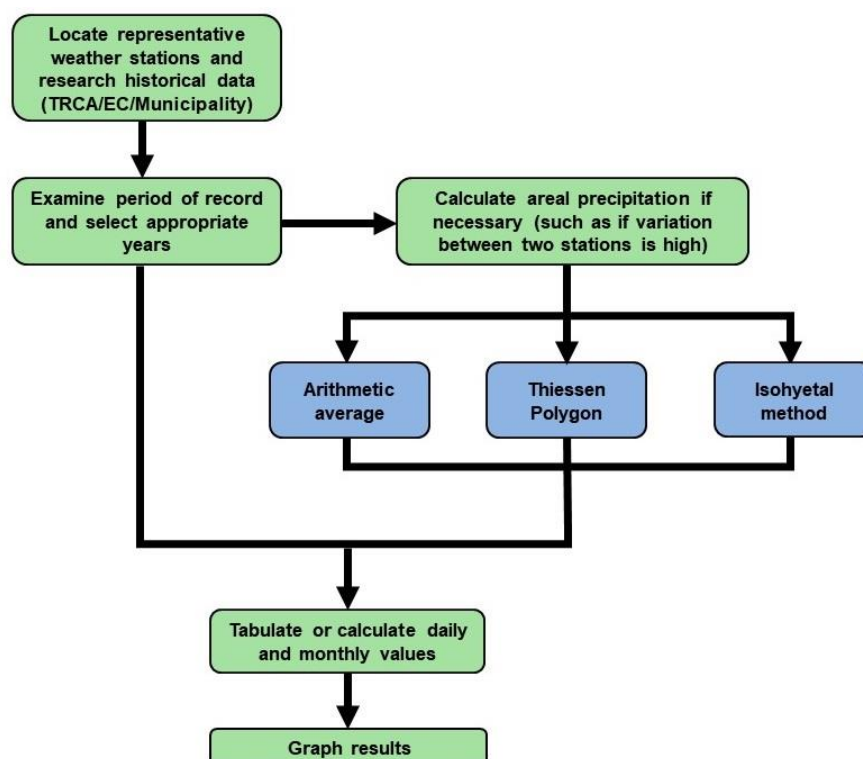 Locate representative
weather stations and
research historical data
(TRCA/EC/Municipality)
Examine period of record
and select appropriate
years
Calculate areal precipitation if
necessary (such as if variation
between two stations is high)
Arithmetic
average
Thiessen
Polygon
Isohyetal
method
Tabulate or calculate daily
and monthly values
Graph results